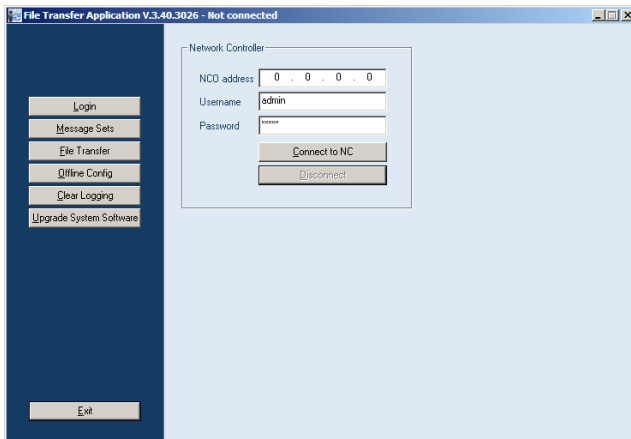 File Transfer Application V.3.40.3026 - Not connected
Network Controller
NCO address 0 . 0 . 0 . 0
Username admin
Password *****
Connect to NC
Disconnect
Login
Message Sets
File Transfer
Offline Config
Clear Logging
Upgrade System Software
Exit